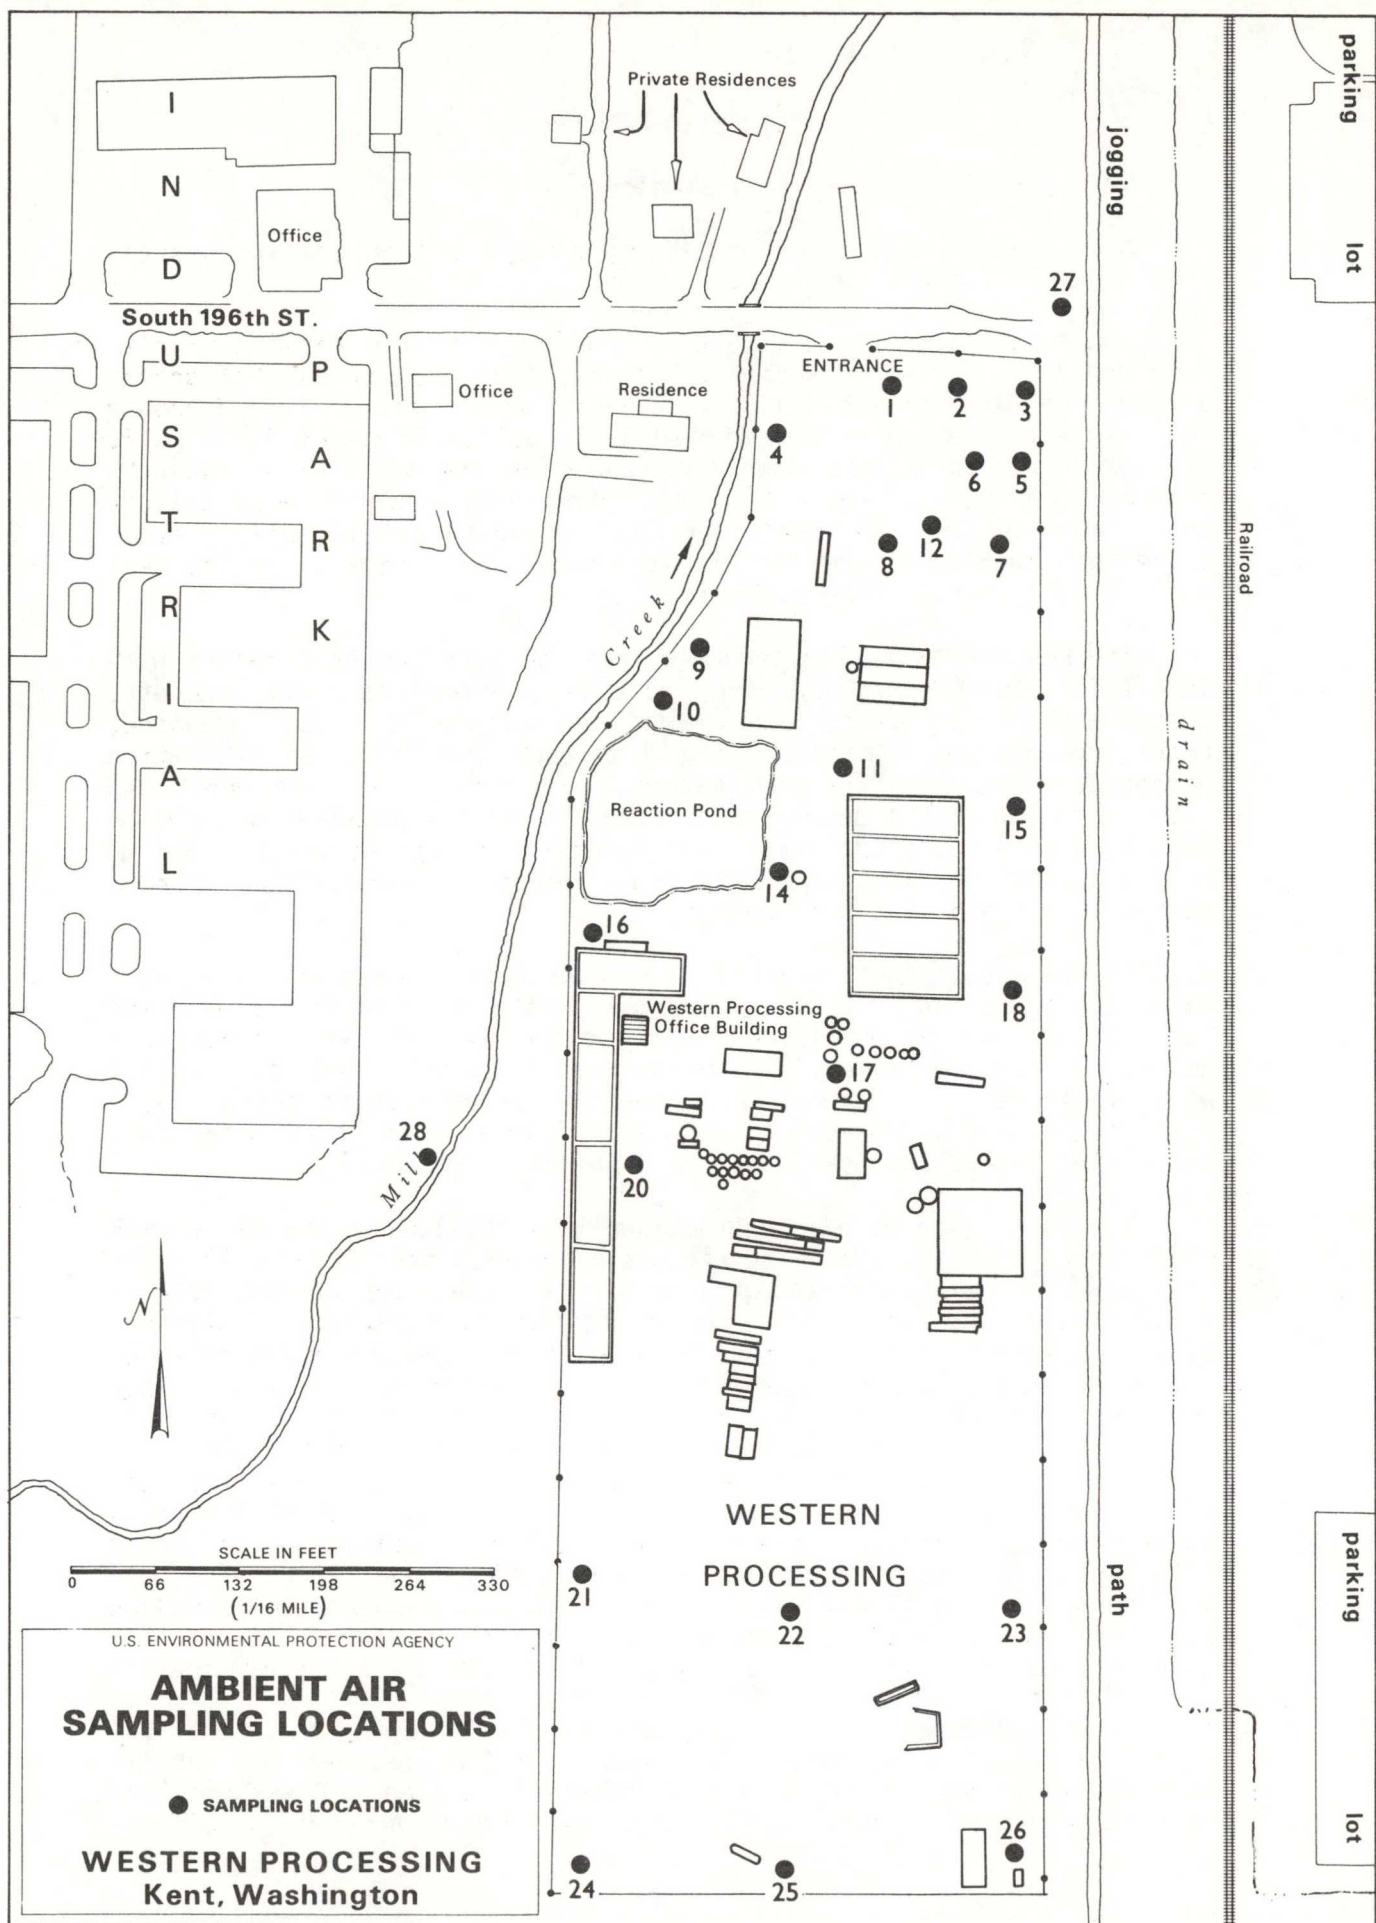 Private Residences
parking lot
jogging path
INDUSTRIAL
PARK
Office
27
South 196th ST.
ENTRANCE
Office
Residence
1
2
3
4
6
5
12
8
7
Railroad
Mill Creek
9
10
drain
11
Reaction Pond
15
14
16
18
Western Processing
Office Building
17
28
20
N
WESTERN
PROCESSING
SCALE IN FEET
0 66 132 198 264 330
(1/16 MILE)
21
22
23
parking lot
U.S. ENVIRONMENTAL PROTECTION AGENCY
AMBIENT AIR
SAMPLING LOCATIONS
SAMPLING LOCATIONS
WESTERN PROCESSING
Kent, Washington
24
25
26